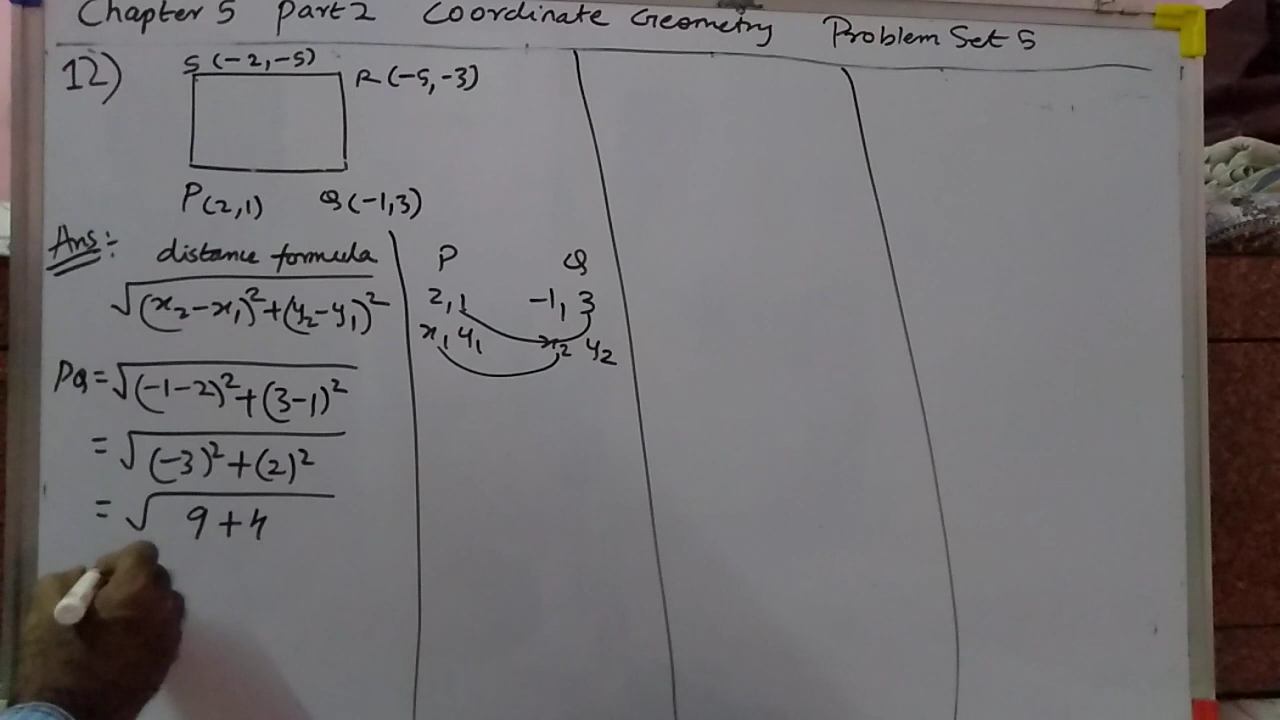 Chapter 5 Part 2 Coordinate Geometry Problem Set 5
12)
S (-2,-5)
R (-5,-3)
P(2,1)
Q(-1,3)
Ans:-
distance formula
√(x₂-x₁)²+(y₂-y₁)²
PQ=√(-1-2)²+(3-1)²
=√(-3)²+(2)²
=√9+4
P Q
2,1 -1,3
x₁y₁ x₂ y₂